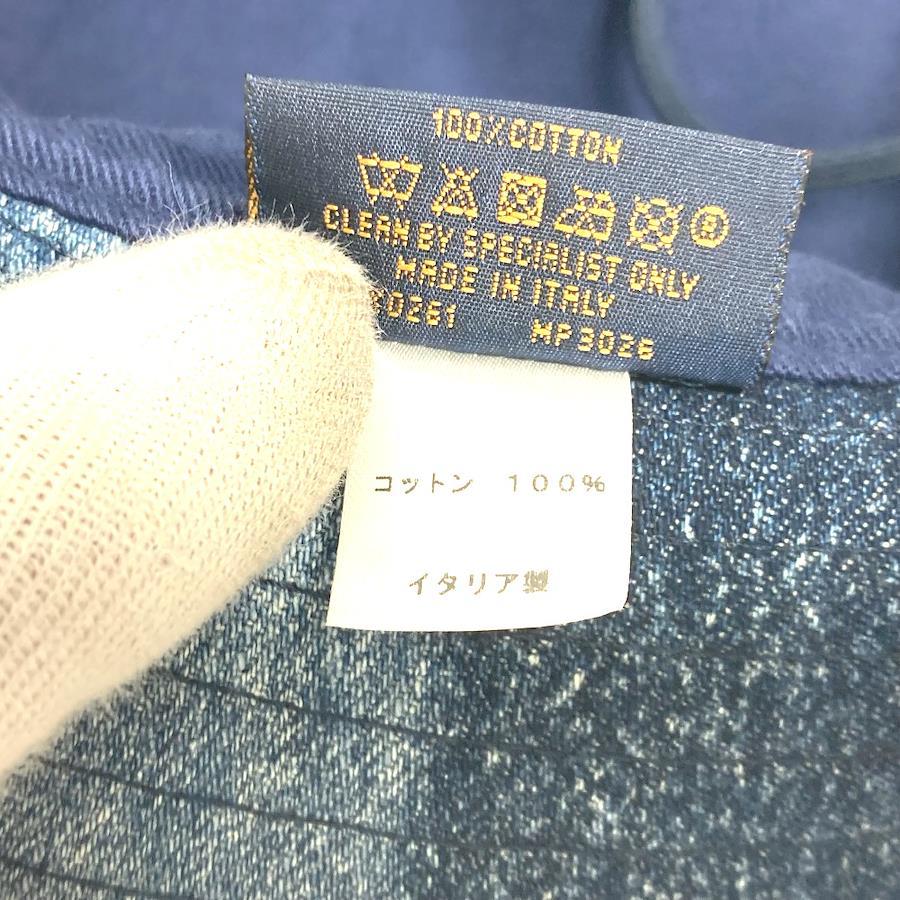 100%COTTON
CLEAN BY SPECIALIST ONLY
MADE IN ITALY
MP3026
コットン 100%
イタリア製